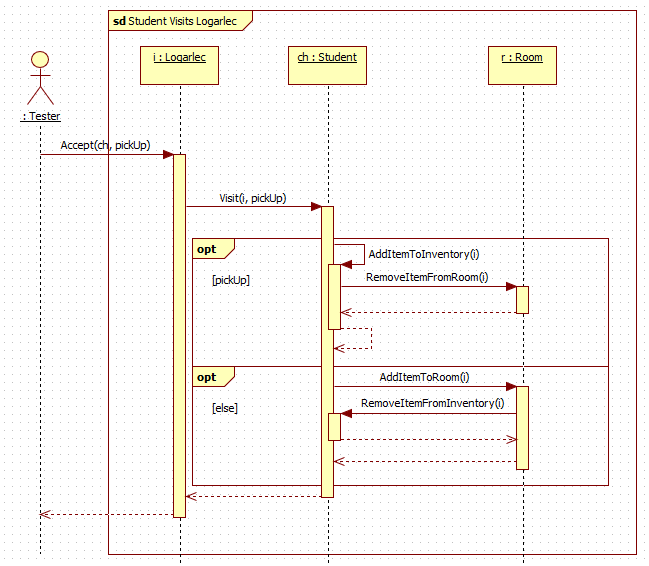 sd Student Visits Logarlec
i : Logarlec
ch : Student
r : Room
: Tester
Accept(ch, pickUp)
Visit(i, pickUp)
opt
[pickUp]
AddItemToInventory(i)
RemoveItemFromRoom(i)
opt
[else]
AddItemToRoom(i)
RemoveItemFromInventory(i)